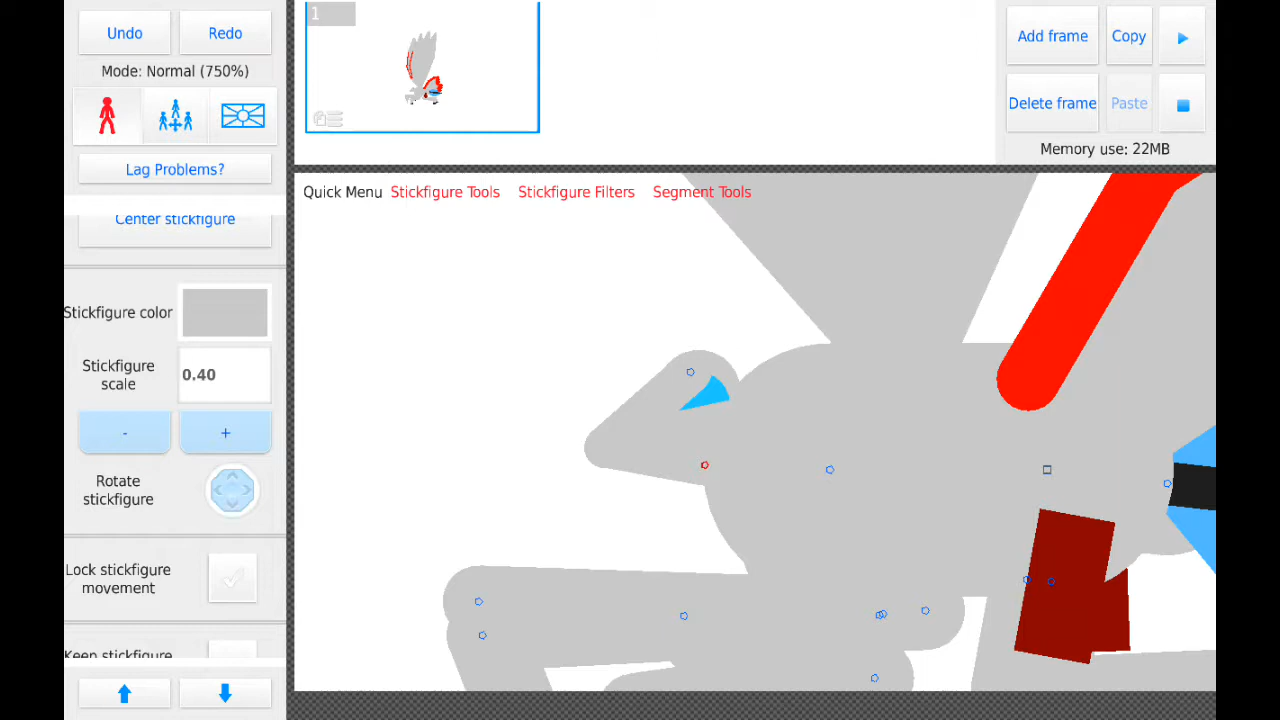 Undo
Redo
Mode: Normal (750%)
Lag Problems?
Center stickfigure
Stickfigure color
Stickfigure
scale
0.40
-
+
Rotate
stickfigure
Lock stickfigure
movement
Keep stickfigure
1
Add frame
Copy
Delete frame
Paste
Memory use: 22MB
Quick Menu Stickfigure Tools Stickfigure Filters Segment Tools